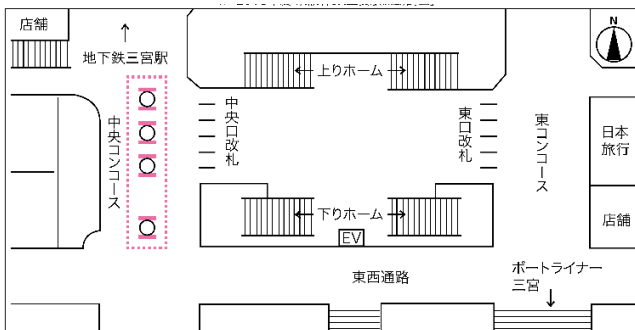 店舗
N
地下鉄三宮駅
上りホーム
中央コンコース
中央口改札
東口改札
東コンコース
日本
旅行
下りホーム
店舗
EV
東西通路
ポートライナー
三宮